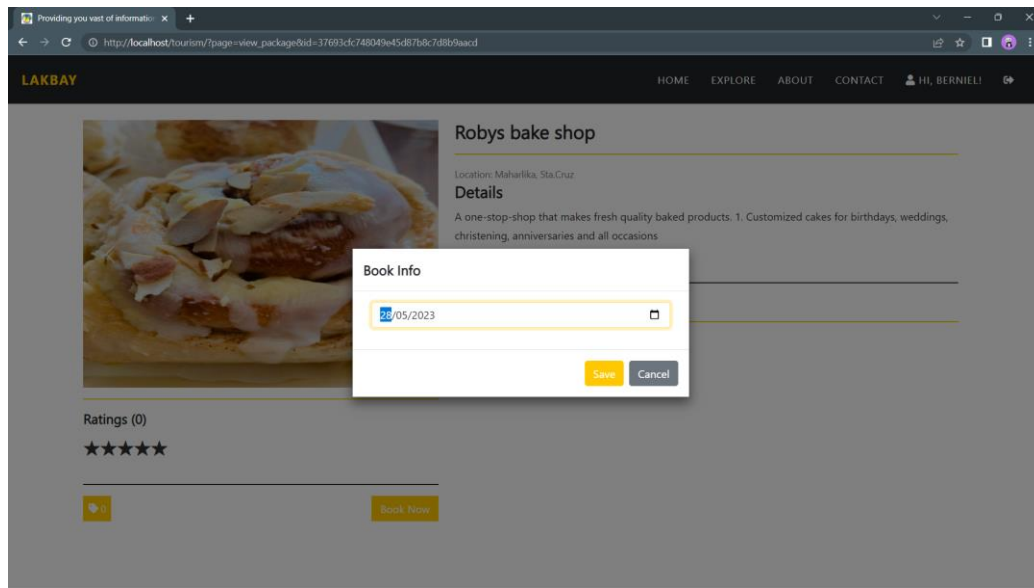 Providing you vast of informatio
http://localhost/tourism/?page=view_package&id=37693cfc748049e45d87b8c7d8b9aacd
LAKBAY
HOME EXPLORE ABOUT CONTACT HI, BERNIEL!
Robys bake shop
Location: Maharlika, Sta.Cruz
Details
A one-stop-shop that makes fresh quality baked products. 1. Customized cakes for birthdays, weddings,
christening, anniversaries and all occasions
Book Info
28/05/2023
Save Cancel
Ratings (0)
0
Book Now